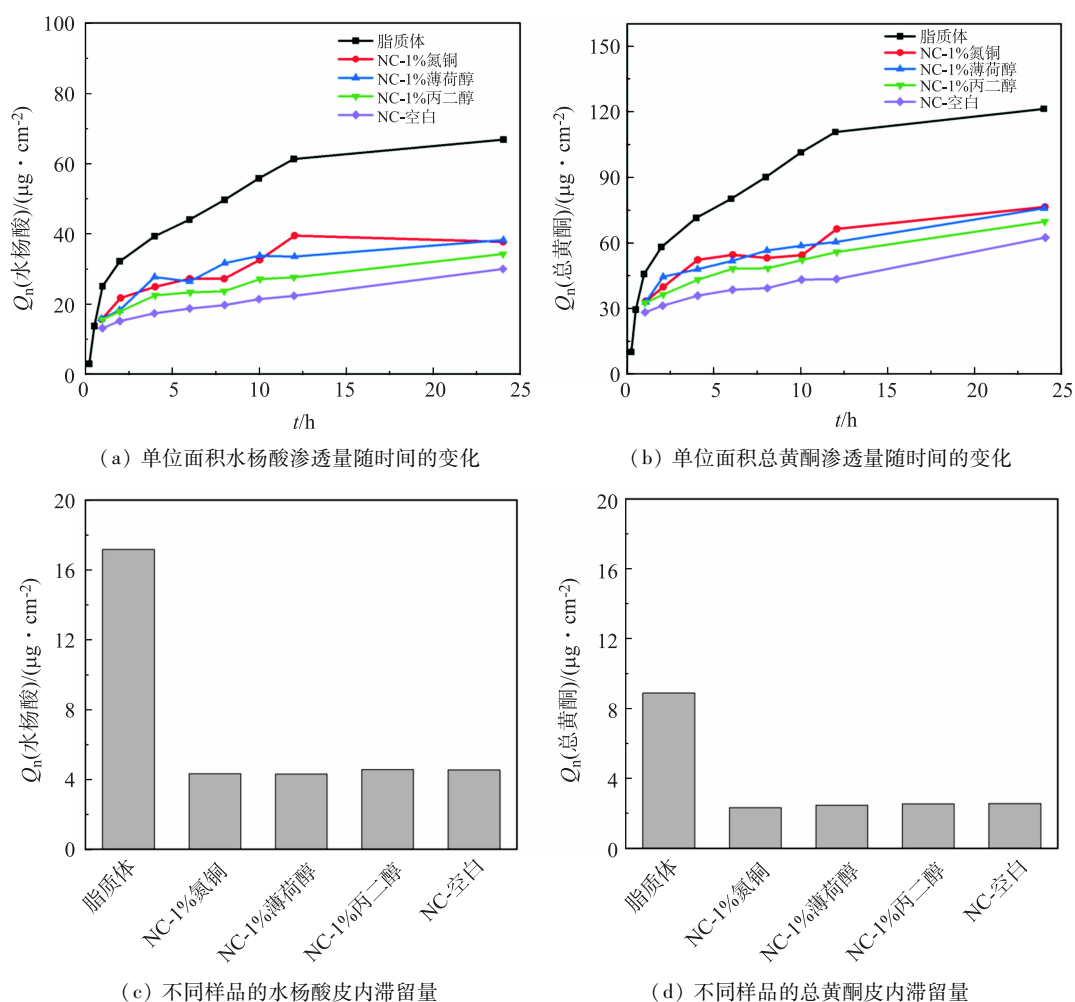 100
80
60
40
20
0
Qn(水杨酸)/(μg·cm⁻²)
脂质体
NC-1%氮铜
NC-1%薄荷醇
NC-1%丙二醇
NC-空白
0 5 10 15 20 25
t/h
(a) 单位面积水杨酸渗透量随时间的变化
150
120
90
60
30
0
Qn(总黄酮)/(μg·cm⁻²)
脂质体
NC-1%氮铜
NC-1%薄荷醇
NC-1%丙二醇
NC-空白
0 5 10 15 20 25
t/h
(b) 单位面积总黄酮渗透量随时间的变化
20
16
12
8
4
0
Qn(水杨酸)/(μg·cm⁻²)
脂质体
NC-1%氮铜
NC-1%薄荷醇
NC-1%丙二醇
NC-空白
(c) 不同样品的水杨酸皮内滞留量
20
16
12
8
4
0
Qn(总黄酮)/(μg·cm⁻²)
脂质体
NC-1%氮铜
NC-1%薄荷醇
NC-1%丙二醇
NC-空白
(d) 不同样品的总黄酮皮内滞留量